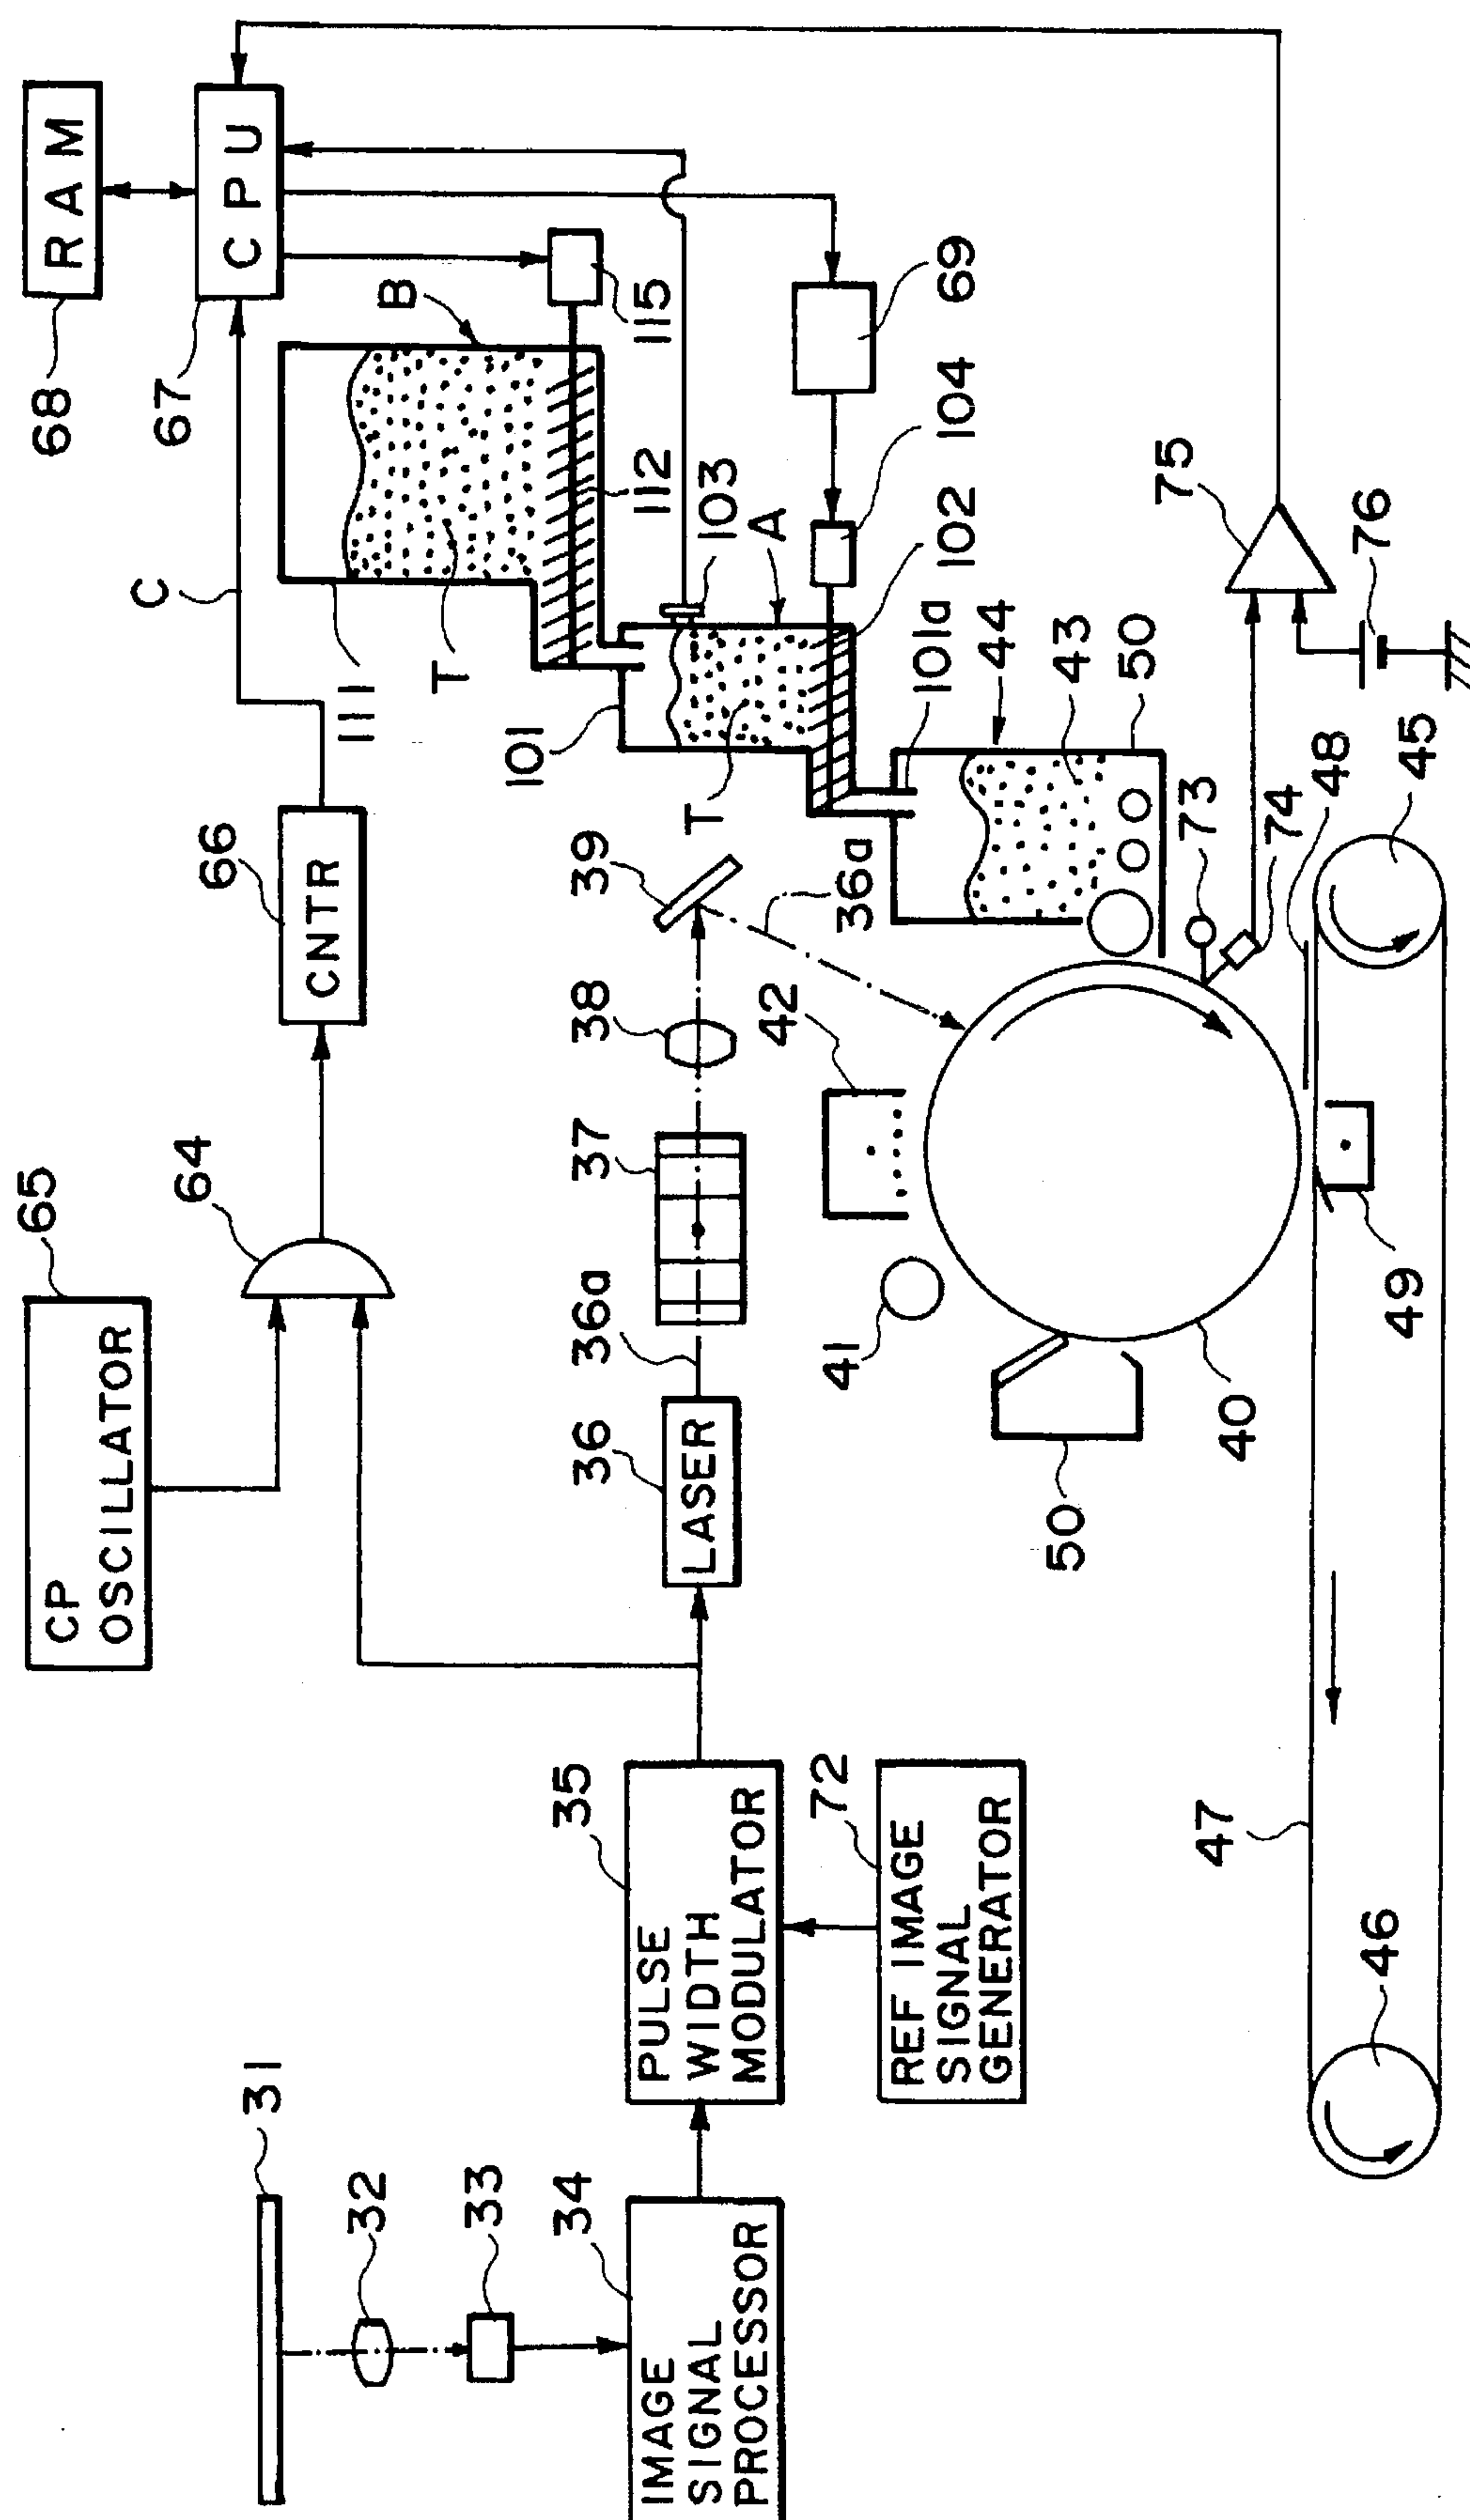 31
32
33
34
IMAGE
SIGNAL
PROCESSOR
35
PULSE
WIDTH
MODULATOR
72
REF IMAGE
SIGNAL
GENERATOR
65
CP
OSCILLATOR
64
66
CNTR
C
67
CPU
68
RAM
36
LASER
36a
37
38
39
36a
41
42
40
50
111
T
B
115
112
103
A
101
T
69
104
102
101a
44
43
50
73
74
75
76
48
45
49
47
46